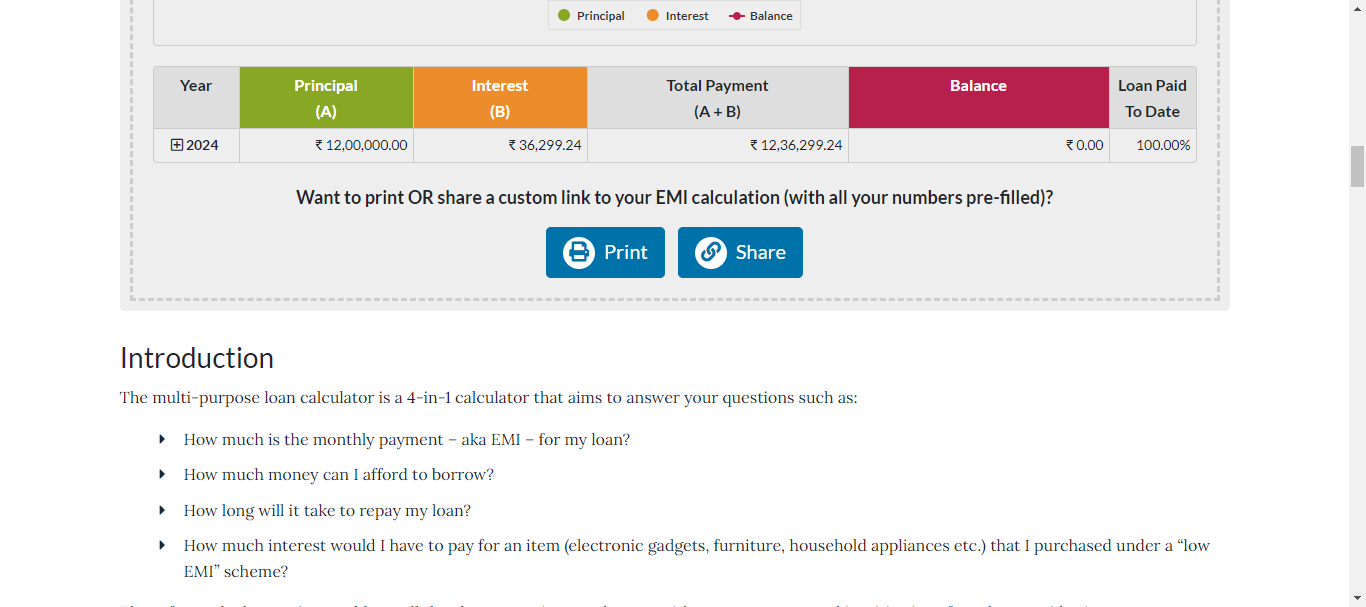 Principal Interest Balance
Year Principal (A) Interest (B) Total Payment (A + B) Balance Loan Paid To Date
2024 ₹ 12,00,000.00 ₹ 36,299.24 ₹ 12,36,299.24 ₹ 0.00 100.00%
Want to print OR share a custom link to your EMI calculation (with all your numbers pre-filled)?
Print Share
Introduction
The multi-purpose loan calculator is a 4-in-1 calculator that aims to answer your questions such as:
How much is the monthly payment – aka EMI – for my loan?
How much money can I afford to borrow?
How long will it take to repay my loan?
How much interest would I have to pay for an item (electronic gadgets, furniture, household appliances etc.) that I purchased under a “low
EMI” scheme?